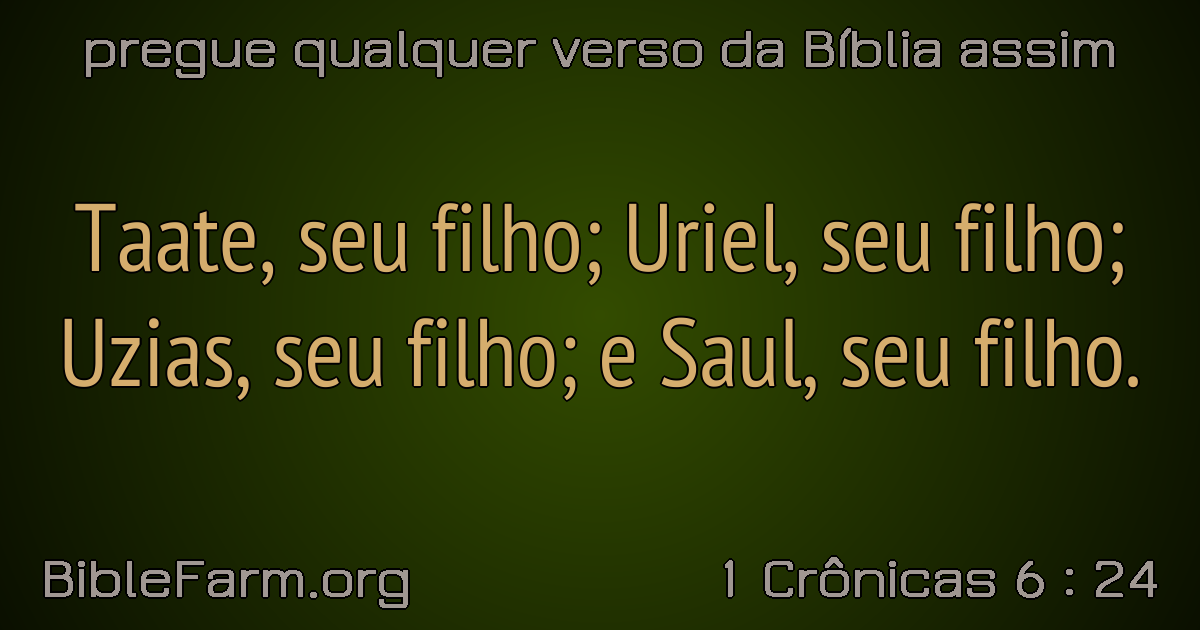 pregue qualquer verso da Bíblia assim
Taate, seu filho; Uriel, seu filho;
Uzias, seu filho; e Saul, seu filho.
BibleFarm.org
1 Crônicas 6 : 24